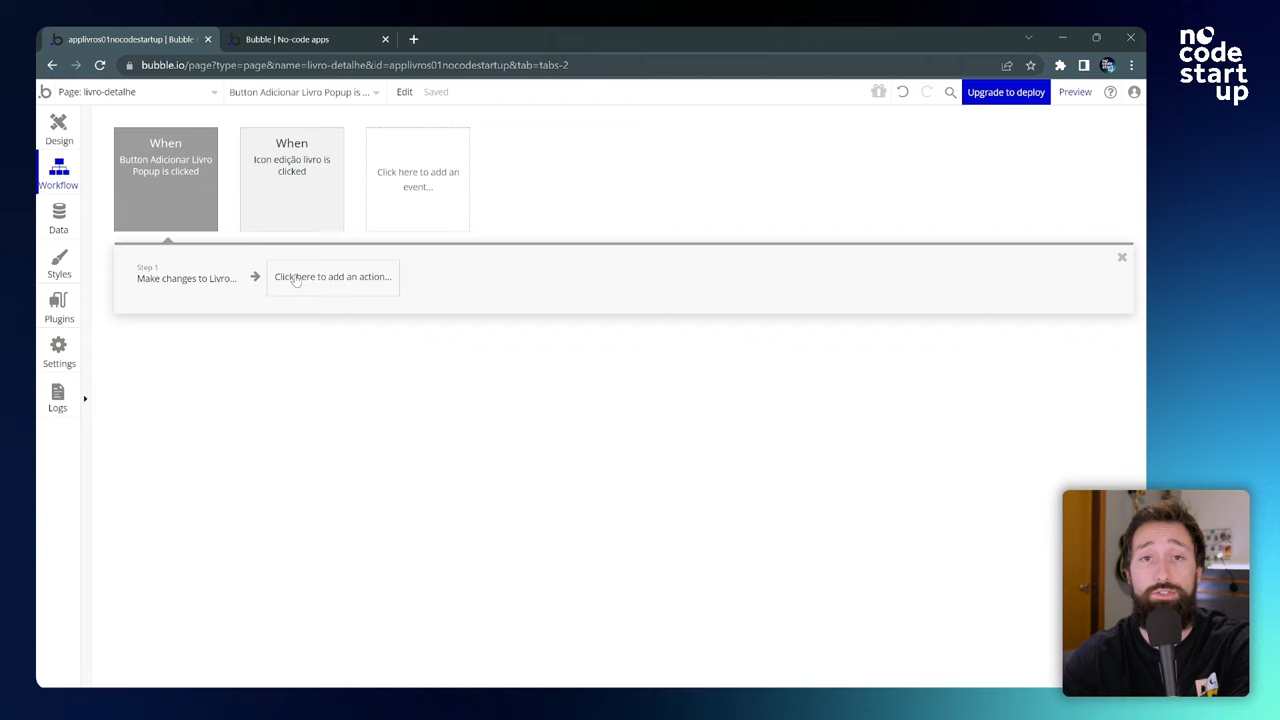 applivros01nocodestartup | Bubble
Bubble | No-code apps
no
code
start
up
bubble.io/page?type=page&name=livro-detalhe&id=applivros01nocodestartup&tab=tabs-2
Page: livro-detalhe
Button Adicionar Livro Popup is ...
Edit
Saved
Upgrade to deploy
Preview
Design
Workflow
Data
Styles
Plugins
Settings
Logs
When
Button Adicionar Livro
Popup is clicked
When
Icon edição livro is
clicked
Click here to add an
event...
Step 1
Make changes to Livro...
Click here to add an action...